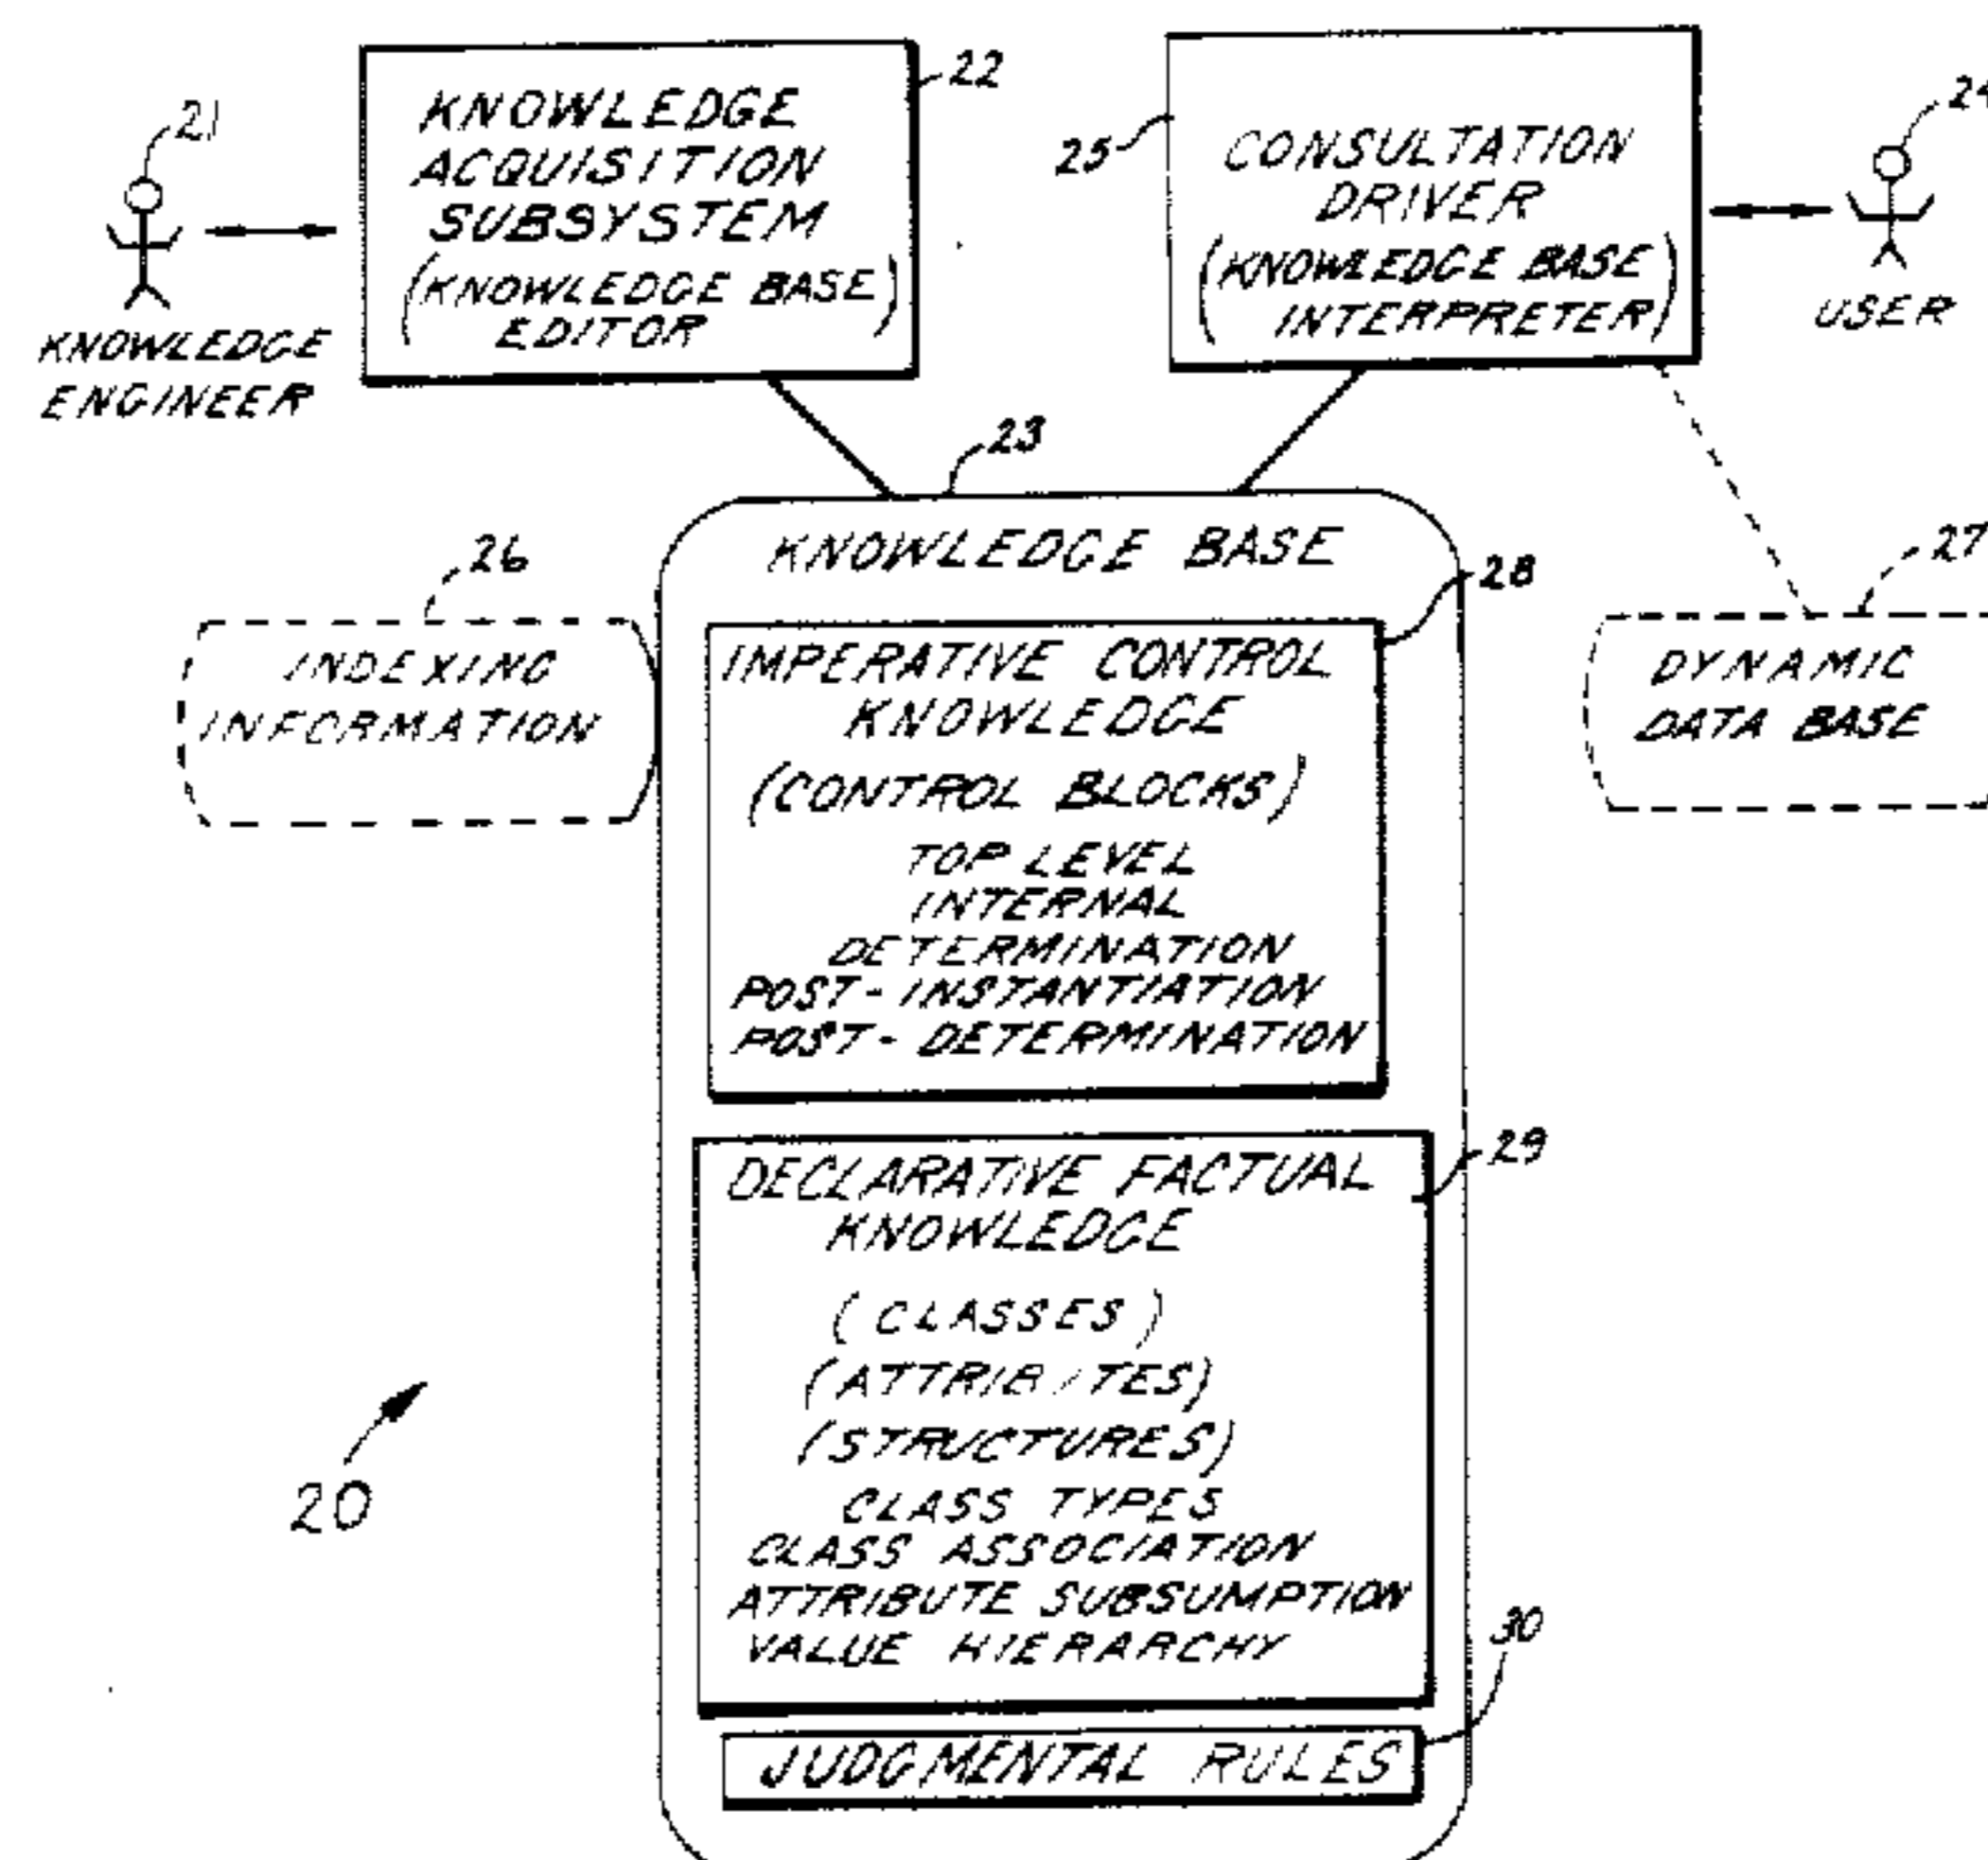 22
KNOWLEDGE
ACQUISITION
SUBSYSTEM
(KNOWLEDGE BASE)
EDITOR
21
KNOWLEDGE
ENGINEER
25
CONSULTATION
DRIVER
(KNOWLEDGE BASE
INTERPRETER)
24
USER
23
KNOWLEDGE BASE
26
INDEXING
INFORMATION
27
DYNAMIC
DATA BASE
28
IMPERATIVE CONTROL
KNOWLEDGE
(CONTROL BLOCKS)
TOP LEVEL
INTERNAL
DETERMINATION
POST-INSTANTIATION
POST-DETERMINATION
29
DECLARATIVE FACTUAL
KNOWLEDGE
(CLASSES)
(ATTRIBUTES)
(STRUCTURES)
CLASS TYPES
CLASS ASSOCIATION
ATTRIBUTE SUBSUMPTION
VALUE HIERARCHY
30
JUDGMENTAL RULES
20